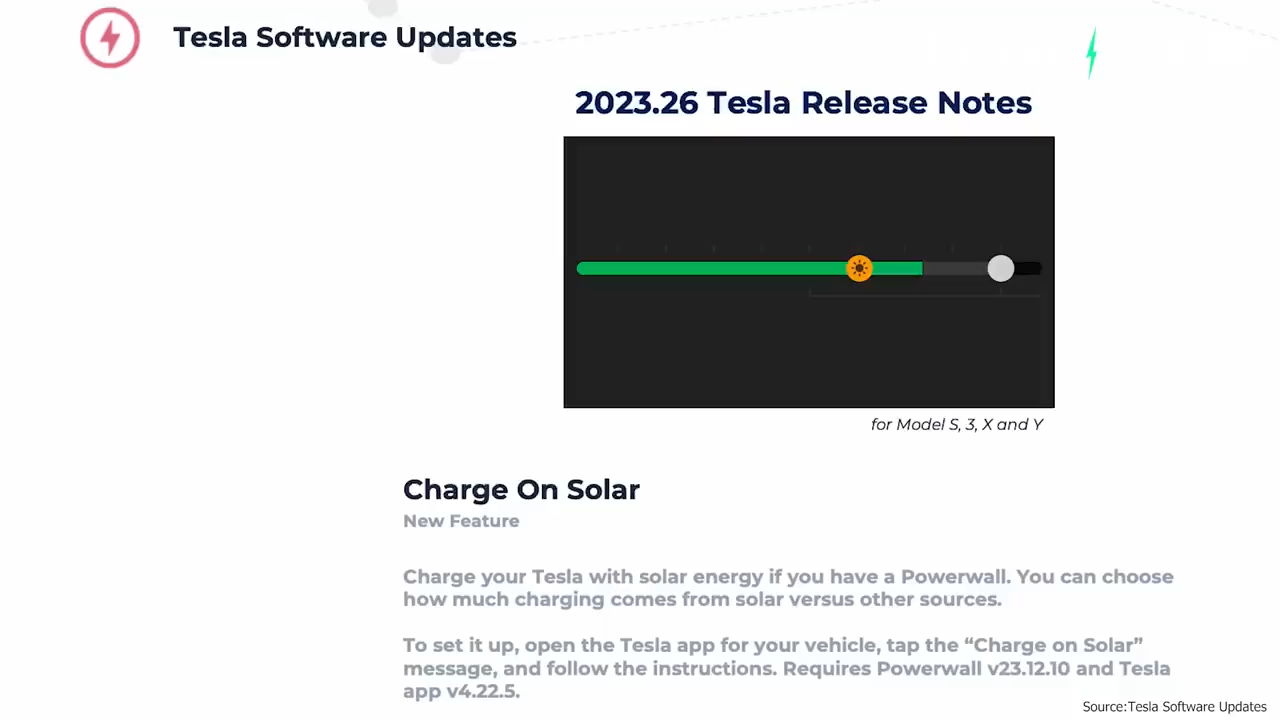 Tesla Software Updates
2023.26 Tesla Release Notes
for Model S, 3, X and Y
Charge On Solar
New Feature
Charge your Tesla with solar energy if you have a Powerwall. You can choose
how much charging comes from solar versus other sources.
To set it up, open the Tesla app for your vehicle, tap the “Charge on Solar”
message, and follow the instructions. Requires Powerwall v23.12.10 and Tesla
app v4.22.5.
Source:Tesla Software Updates